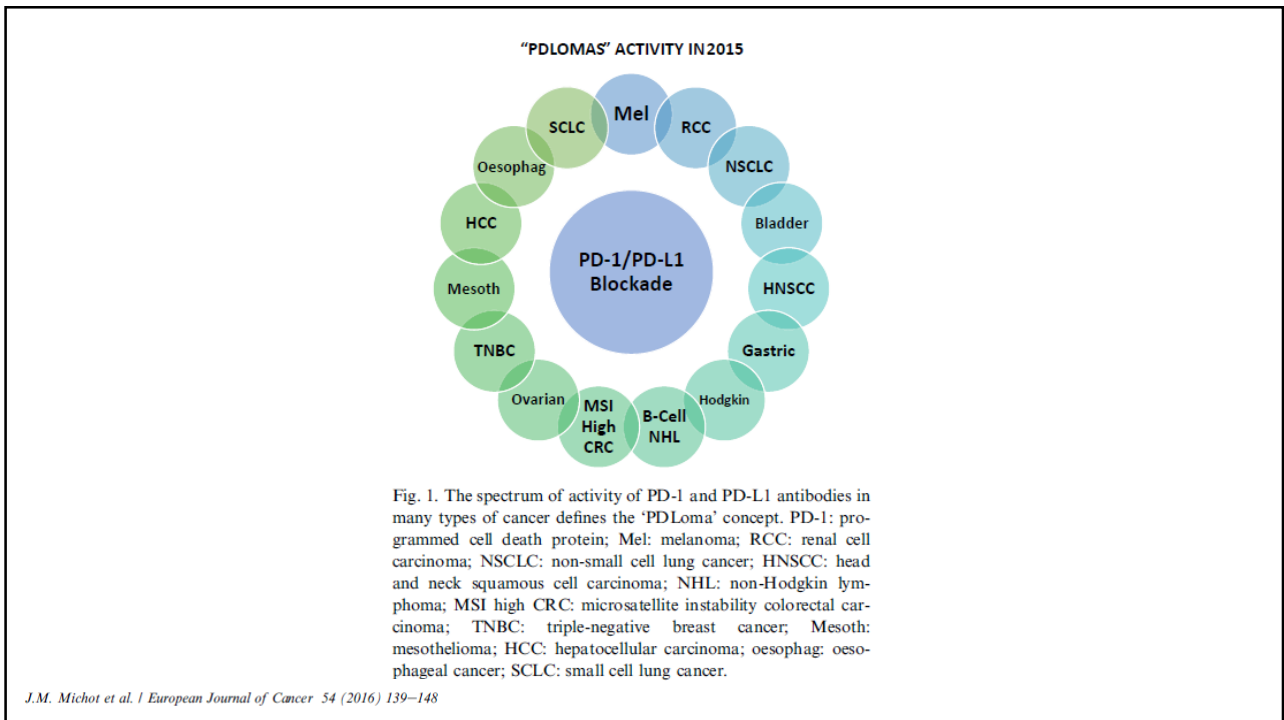 “PDLOMAS” ACTIVITY IN 2015
Mel
RCC
NSCLC
Bladder
HNSCC
Gastric
Hodgkin
B-Cell
NHL
MSI
High
CRC
Ovarian
TNBC
Mesoth
HCC
Oesophag
SCLC
PD-1/PD-L1
Blockade
Fig. 1. The spectrum of activity of PD-1 and PD-L1 antibodies in
many types of cancer defines the ‘PDLoma’ concept. PD-1: pro-
grammed cell death protein; Mel: melanoma; RCC: renal cell
carcinoma; NSCLC: non-small cell lung cancer; HNSCC: head
and neck squamous cell carcinoma; NHL: non-Hodgkin lym-
phoma; MSI high CRC: microsatellite instability colorectal car-
cinoma; TNBC: triple-negative breast cancer; Mesoth:
mesothelioma; HCC: hepatocellular carcinoma; oesophag: oeso-
phageal cancer; SCLC: small cell lung cancer.
J.M. Michot et al. / European Journal of Cancer 54 (2016) 139–148